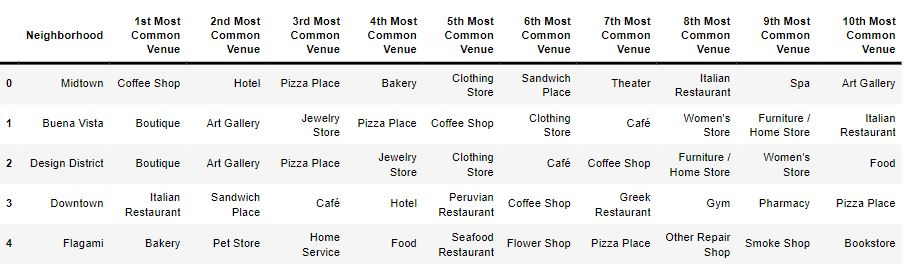 Neighborhood 1st Most Common Venue 2nd Most Common Venue 3rd Most Common Venue 4th Most Common Venue 5th Most Common Venue 6th Most Common Venue 7th Most Common Venue 8th Most Common Venue 9th Most Common Venue 10th Most Common Venue
0 Midtown Coffee Shop Hotel Pizza Place Bakery Clothing Store Sandwich Place Theater Italian Restaurant Spa Art Gallery
1 Buena Vista Boutique Art Gallery Jewelry Store Pizza Place Coffee Shop Clothing Store Café Women's Store Furniture / Home Store Italian Restaurant
2 Design District Boutique Art Gallery Pizza Place Jewelry Store Clothing Store Café Coffee Shop Furniture / Home Store Women's Store Food
3 Downtown Italian Restaurant Sandwich Place Café Hotel Peruvian Restaurant Coffee Shop Greek Restaurant Gym Pharmacy Pizza Place
4 Flagami Bakery Pet Store Home Service Food Seafood Restaurant Flower Shop Pizza Place Other Repair Shop Smoke Shop Bookstore